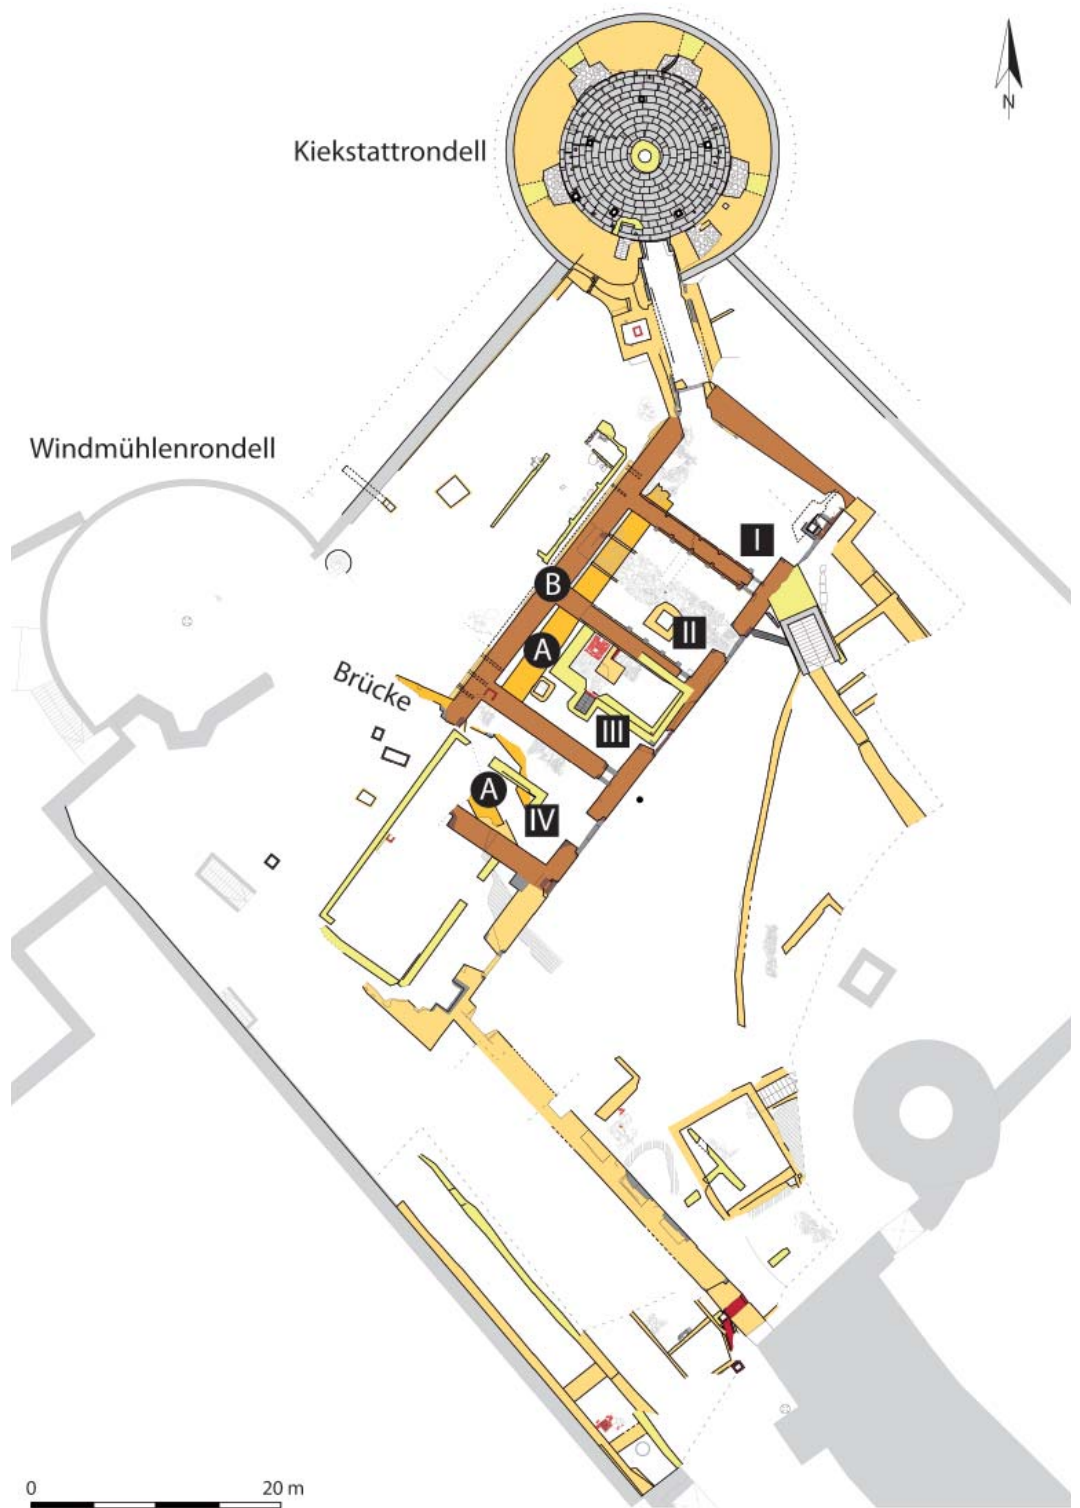 Kiekstattrondell
N
Windmühlenrondell
I
B
II
A
Brücke
III
A
IV
0 20 m